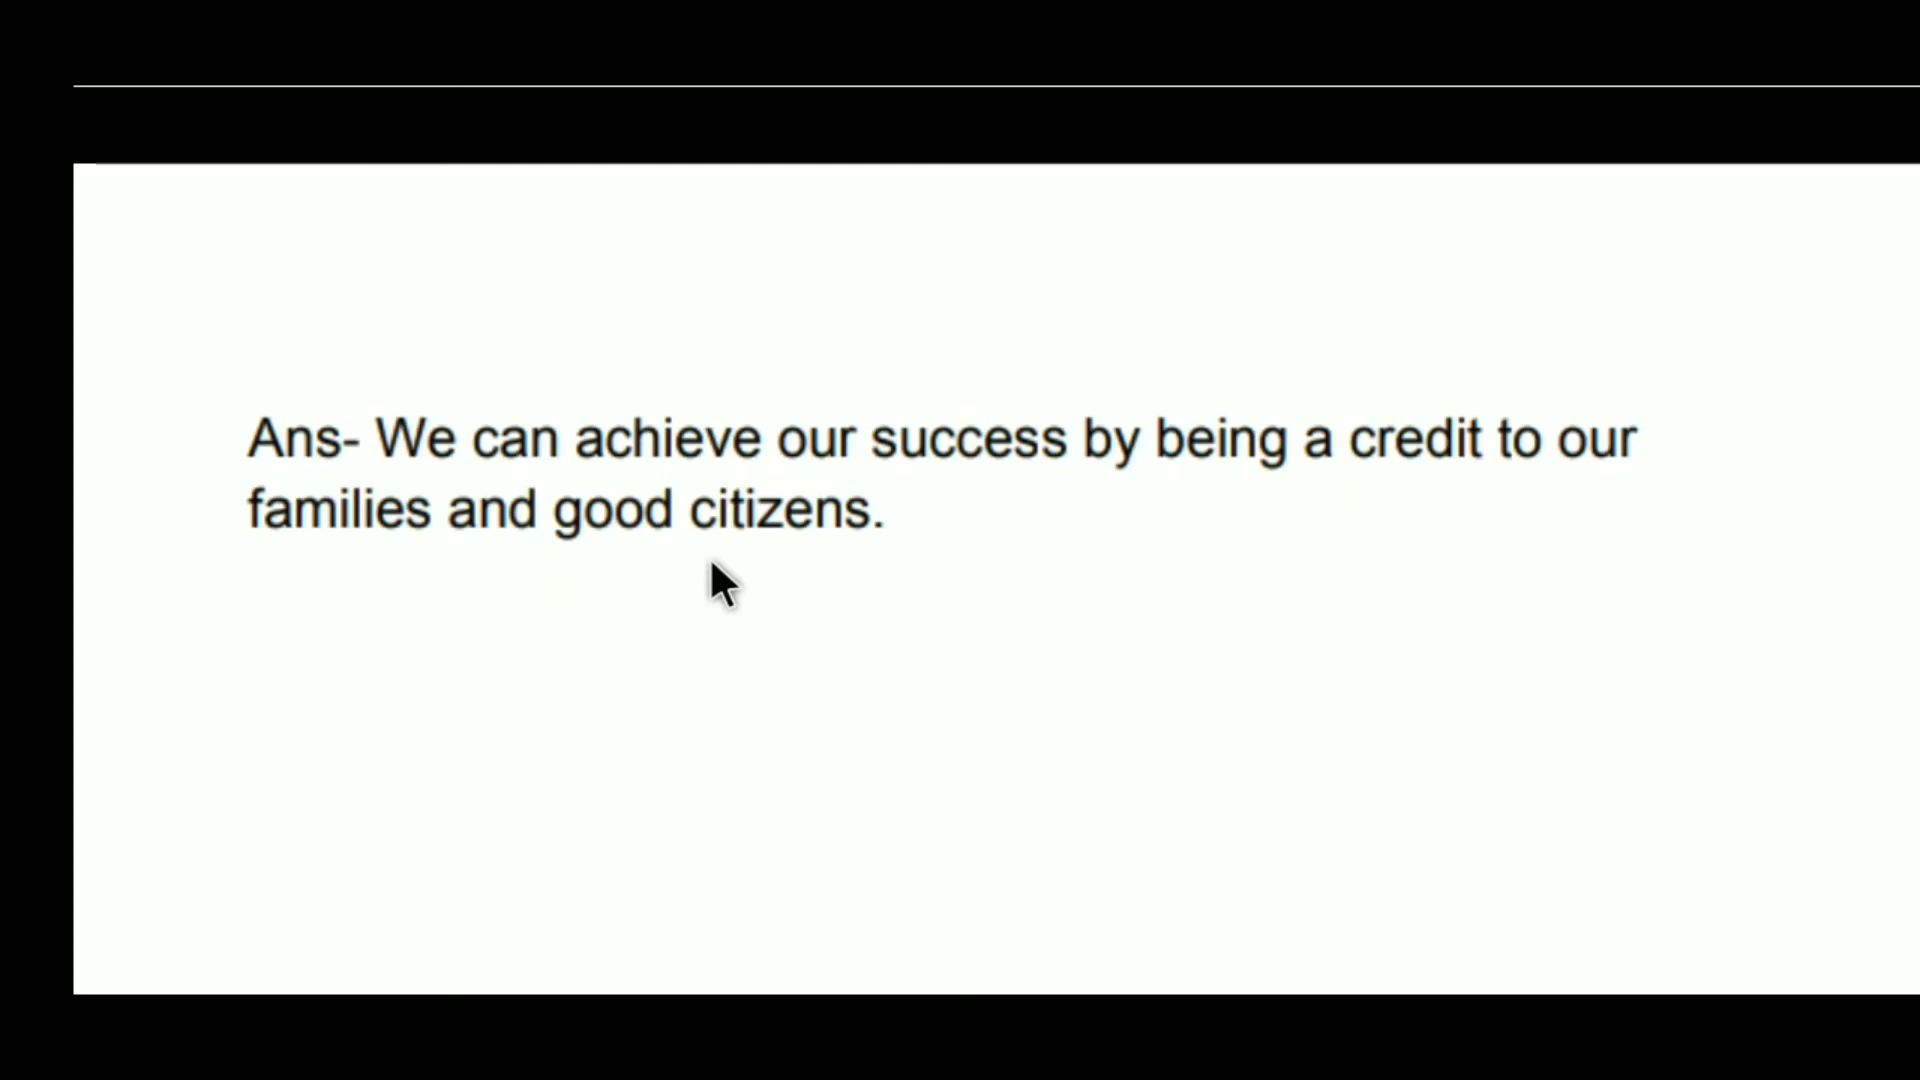 Ans- We can achieve our success by being a credit to our
families and good citizens.